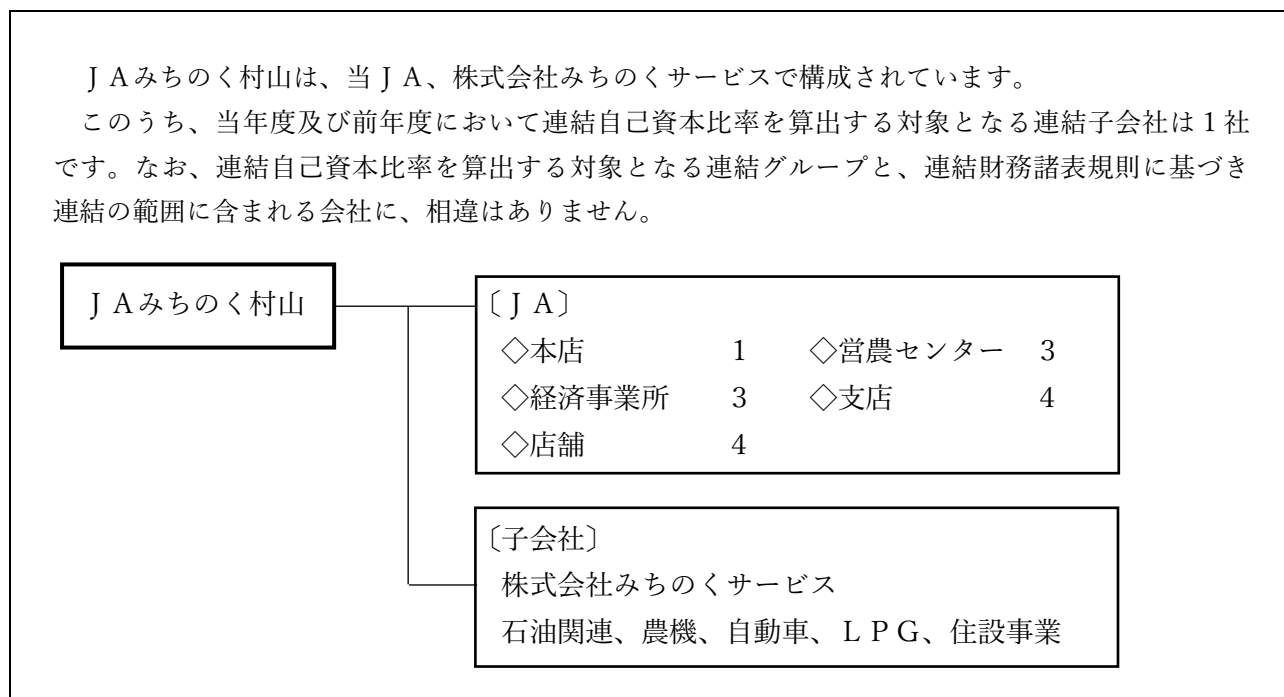 ＪＡみちのく村山は、当ＪＡ、株式会社みちのくサービスで構成されています。
このうち、当年度及び前年度において連結自己資本比率を算出する対象となる連結子会社は１社
です。なお、連結自己資本比率を算出する対象となる連結グループと、連結財務諸表規則に基づき
連結の範囲に含まれる会社に、相違はありません。
ＪＡみちのく村山
〔ＪＡ〕
◇本店 1 ◇営農センター 3
◇経済事業所 3 ◇支店 4
◇店舗 4
〔子会社〕
株式会社みちのくサービス
石油関連、農機、自動車、ＬＰＧ、住設事業